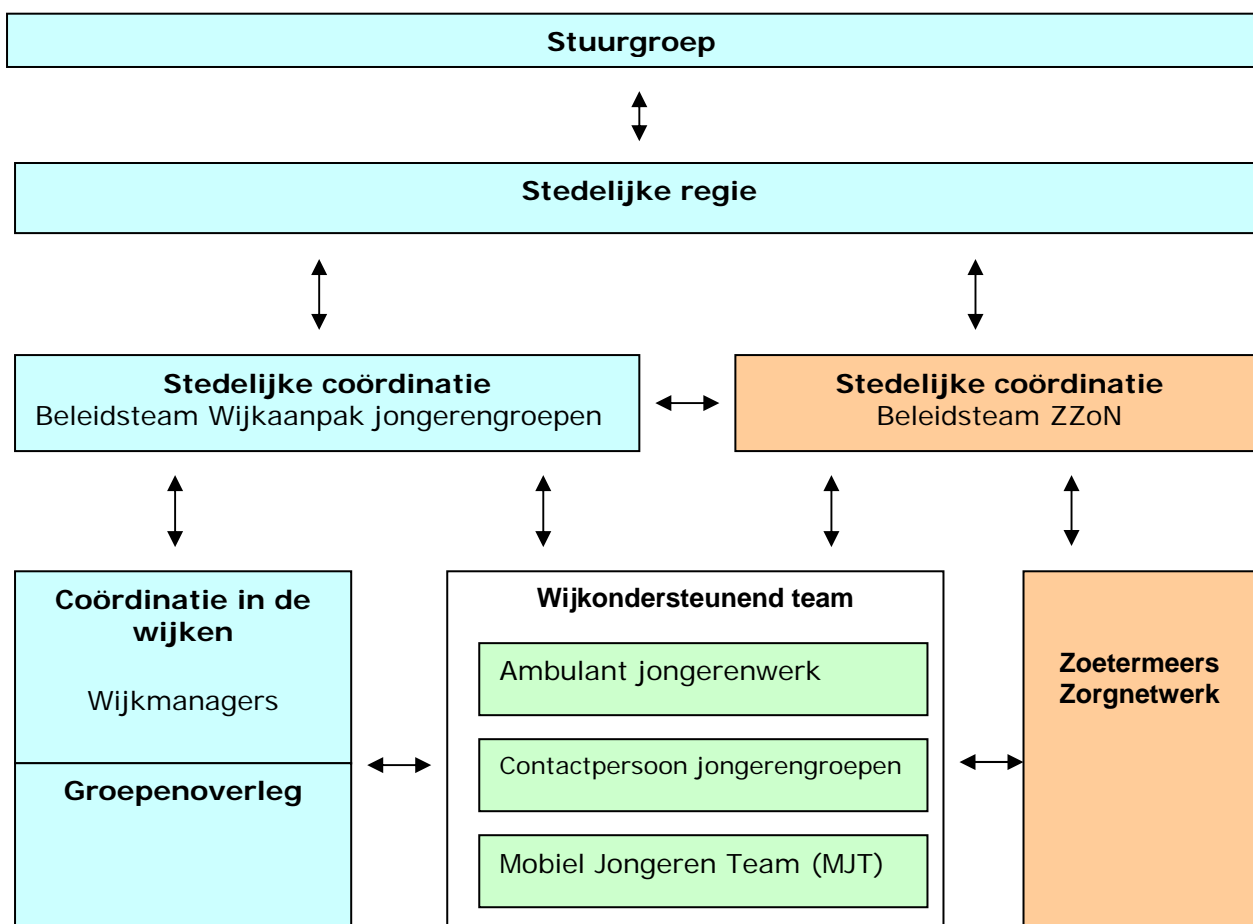 Stuurgroep
Stedelijke regie
Stedelijke coördinatie
Beleidsteam Wijkaanpak jongerengroepen
Stedelijke coördinatie
Beleidsteam ZZoN
Coördinatie in de
wijken
Wijkmanagers
Groepenoverleg
Wijkondersteunend team
Ambulant jongerenwerk
Contactpersoon jongerengroepen
Mobiel Jongeren Team (MJT)
Zoetermeers
Zorgnetwerk